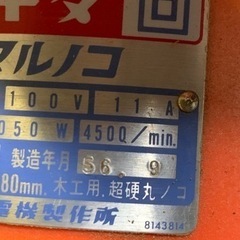 マルノコ
100V 11 A
050W 4500/min.
製造年月 56.9
80mm. 木工用, 超硬丸ノコ
電機製作所
8143814